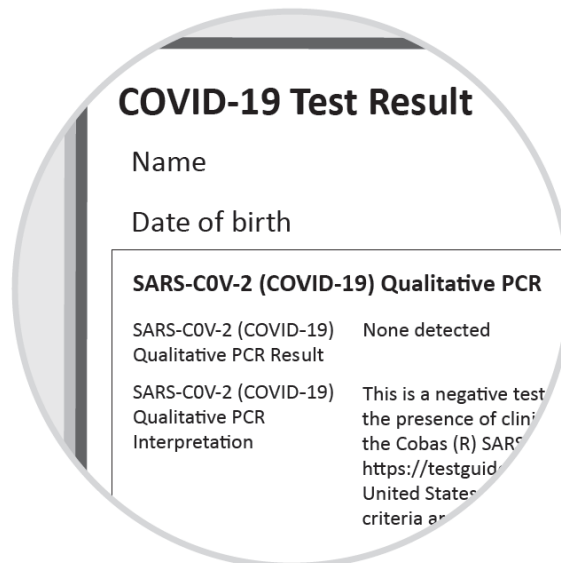 COVID-19 Test Result
Name
Date of birth
SARS-C0V-2 (COVID-19) Qualitative PCR
SARS-C0V-2 (COVID-19) None detected
Qualitative PCR Result
SARS-C0V-2 (COVID-19)
Qualitative PCR
Interpretation
This is a negative test
the presence of
the Cobas (R)
United States
criteria